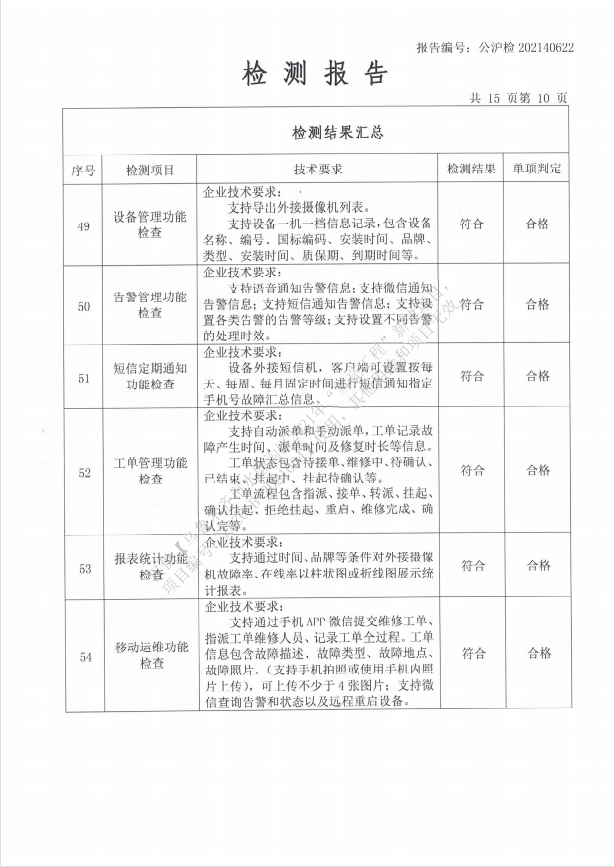 报告编号：公沪检 202140622
检 测 报 告
共 15 页第 10 页
检测结果汇总
序号 检测项目 技术要求 检测结果 单项判定
49 设备管理功能检查 符合 合格
企业技术要求：
支持导出外接摄像机列表。
支持设备一机一档信息记录，包含设备
名称、编号、国标编码、安装时间、品牌、
类型、安装时间、质保期、到期时间等。
50 告警管理功能检查 符合 合格
企业技术要求：
支持语音通知告警信息；支持微信通知
告警信息；支持短信通知告警信息；支持设
置各类告警的告警等级；支持设置不同告警
的处理时效。
51 短信定期通知功能检查 符合 合格
企业技术要求：
设备外接短信机，客户端可设置按每
天、每周、每月固定时间进行短信通知指定
手机号故障汇总信息。
52 工单管理功能检查 符合 合格
企业技术要求：
支持自动派单和手动派单，工单记录故
障产生时间、派单时间及修复时长等信息。
工单状态包含待接单、维修中、待确认、
已结束、挂起中、挂起待确认等。
工单流程包含指派、接单、转派、挂起、
确认挂起、拒绝挂起、重启、维修完成、确
认完等。
53 报表统计功能检查 符合 合格
企业技术要求：
支持通过时间、品牌等条件对外接摄像
机故障率、在线率以柱状图或折线图展示统
计报表。
54 移动运维功能检查 符合 合格
企业技术要求：
支持通过手机 APP 微信提交维修工单、
指派工单维修人员、记录工单全过程。工单
信息包含故障描述、故障类型、故障地点、
故障照片，（支持手机拍照或使用手机内照
片上传），可上传不少于 4 张图片；支持微
信查询告警和状态以及远程重启设备。